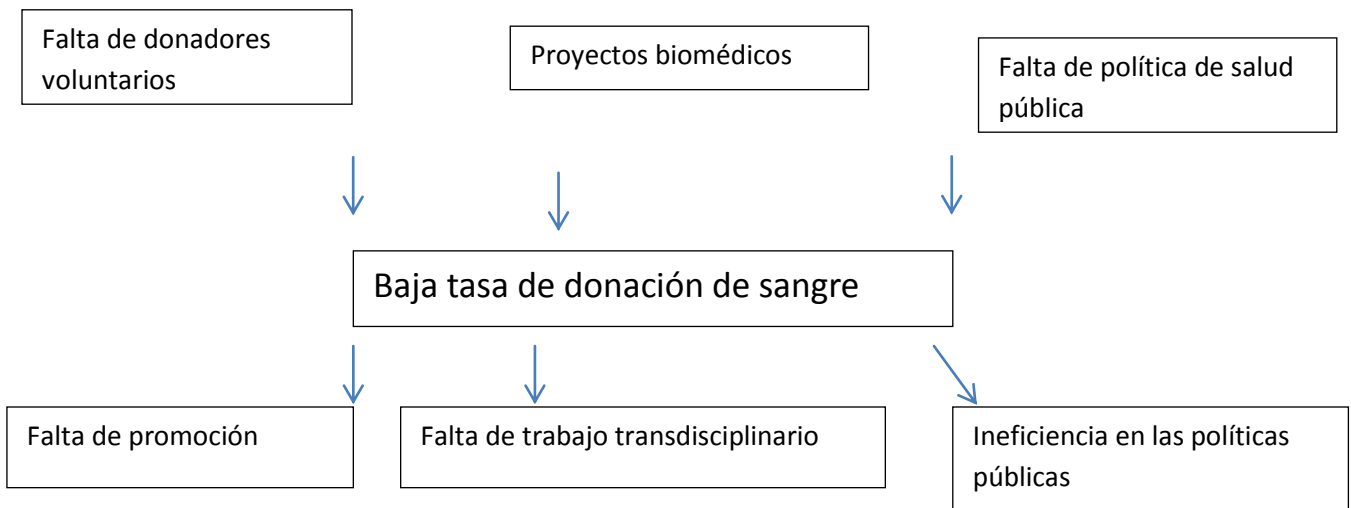 Falta de donadores
voluntarios
Proyectos biomédicos
Falta de política de salud
pública
Baja tasa de donación de sangre
Falta de promoción
Falta de trabajo transdisciplinario
Ineficiencia en las políticas
públicas